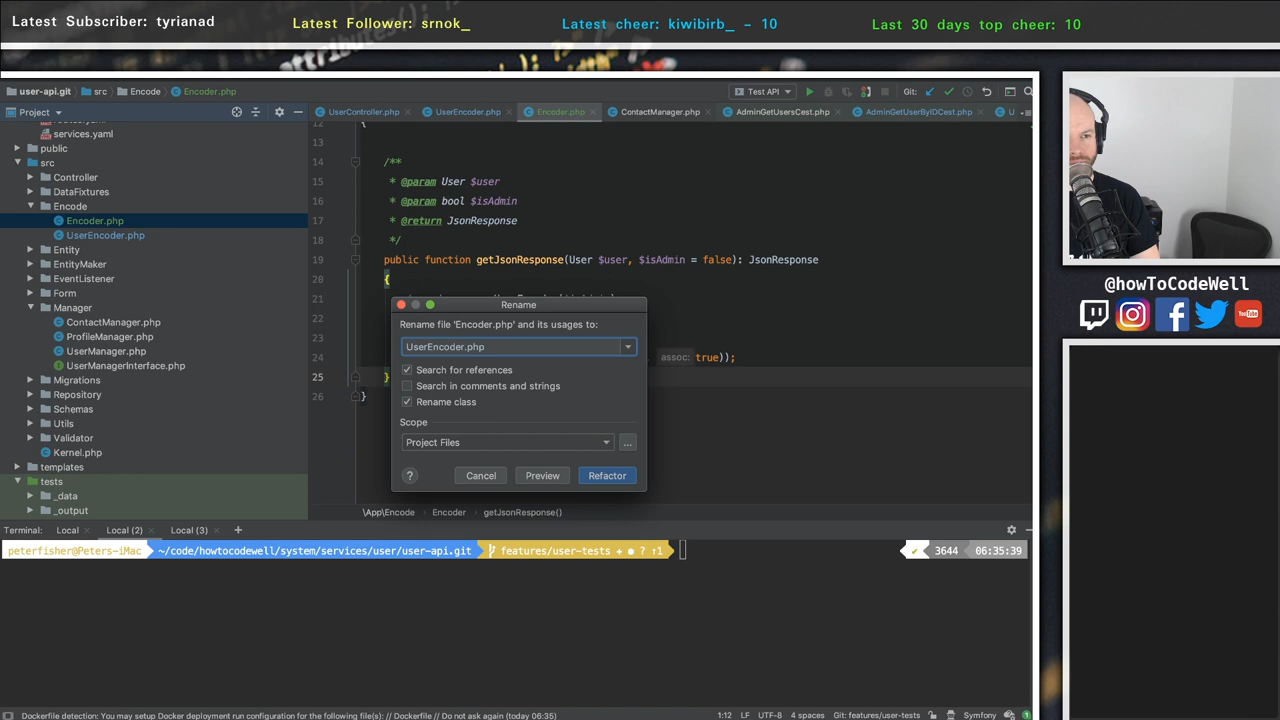 Latest Subscriber: tyrianad
Latest Follower: srnok_
Latest cheer: kiwibirb_ - 10
Last 30 days top cheer: 10
user-api.git
src
Encode
Encoder.php
Test API
Git:
Project
UserController.php
UserEncoder.php
Encoder.php
ContactManager.php
AdminGetUsersCest.php
AdminGetUserByIDCest.php
U
services.yaml
public
src
Controller
DataFixtures
Encode
Encoder.php
UserEncoder.php
Entity
EntityMaker
EventListener
Form
Manager
ContactManager.php
ProfileManager.php
UserManager.php
UserManagerInterface.php
Migrations
Repository
Schemas
Utils
Validator
Kernel.php
templates
tests
_data
_output
12 {
13
14 /**
15 * @param User $user
16 * @param bool $isAdmin
17 * @return JsonResponse
18 */
19 public function getJsonResponse(User $user, $isAdmin = false): JsonResponse
20 {
21
22
23
24 assoc: true));
25 }
26 }
Rename
Rename file 'Encoder.php' and its usages to:
UserEncoder.php
Search for references
Search in comments and strings
Rename class
Scope
Project Files
...
?
Cancel
Preview
Refactor
\App\Encode
Encoder
getJsonResponse()
Terminal:
Local
Local (2)
Local (3)
+
peterfisher@Peters-iMac
~/code/howtocodewell/system/services/user/user-api.git
features/user-tests + ● ? ↑1
✔
3644
06:35:39
Dockerfile detection: You may setup Docker deployment run configuration for the following file(s): // Dockerfile // Do not ask again (today 06:35)
1:12
LF
UTF-8
4 spaces
Git: features/user-tests
Symfony
1
@howToCodeWell
You Tube